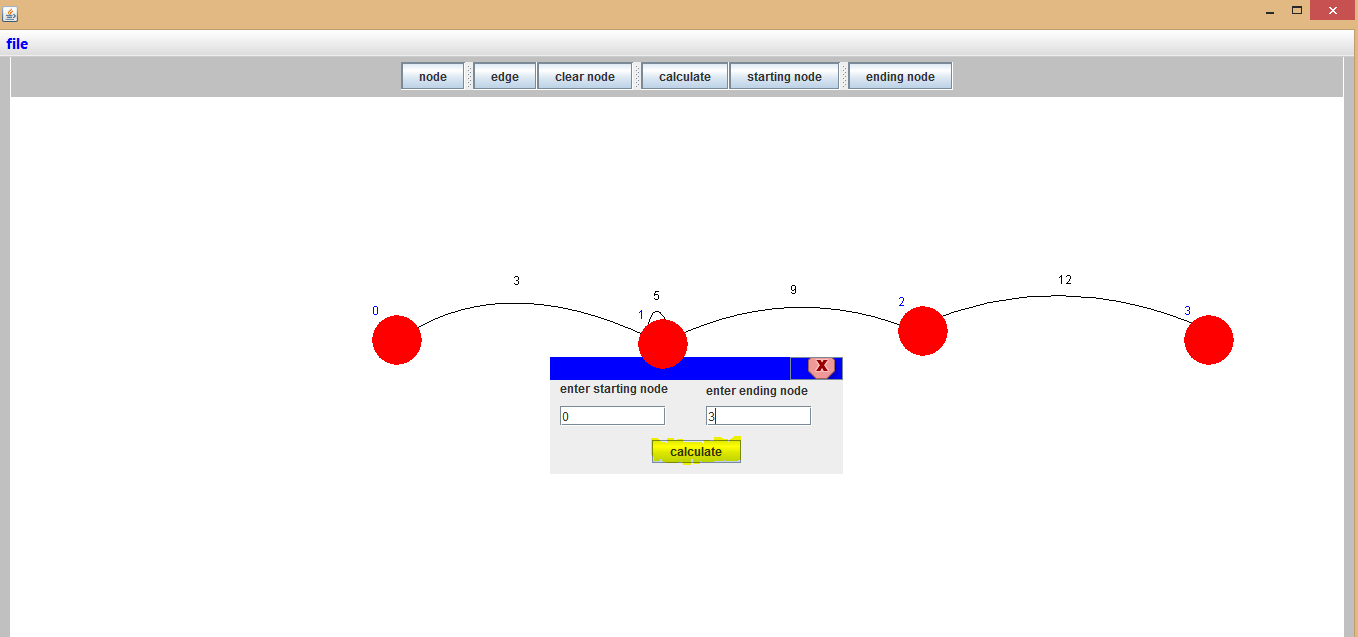 file
node edge clear node calculate starting node ending node
3 5 9 12
0 1 2 3
X
enter starting node enter ending node
0 3
calculate